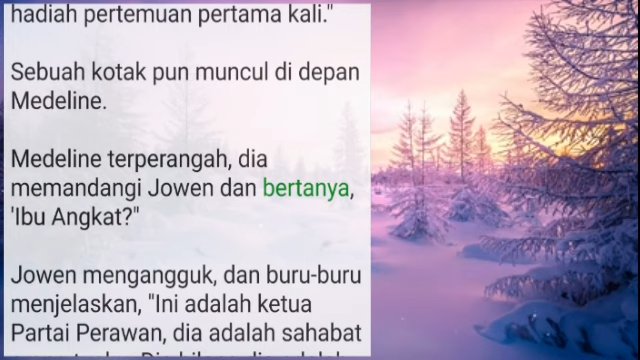 hadiah pertemuan pertama kali."
Sebuah kotak pun muncul di depan
Medeline.
Medeline terperangah, dia
memandangi Jowen dan bertanya,
'Ibu Angkat?"
Jowen mengangguk, dan buru-buru
menjelaskan, "Ini adalah ketua
Partai Perawan, dia adalah sahabat